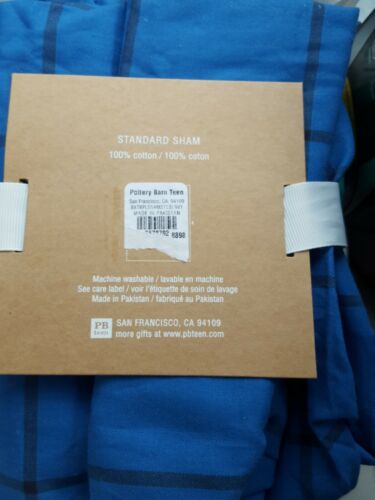 STANDARD SHAM
100% cotton / 100% coton
Pottery Barn Teen
San Francisco, CA 94109
MADE IN PAKISTAN
8898
Machine washable / lavable en machine
See care label / voir l'étiquette de soin de lavage
Made in Pakistan / fabriqué au Pakistan
PB
TEEN
SAN FRANCISCO, CA 94109
more gifts at www.pbteen.com